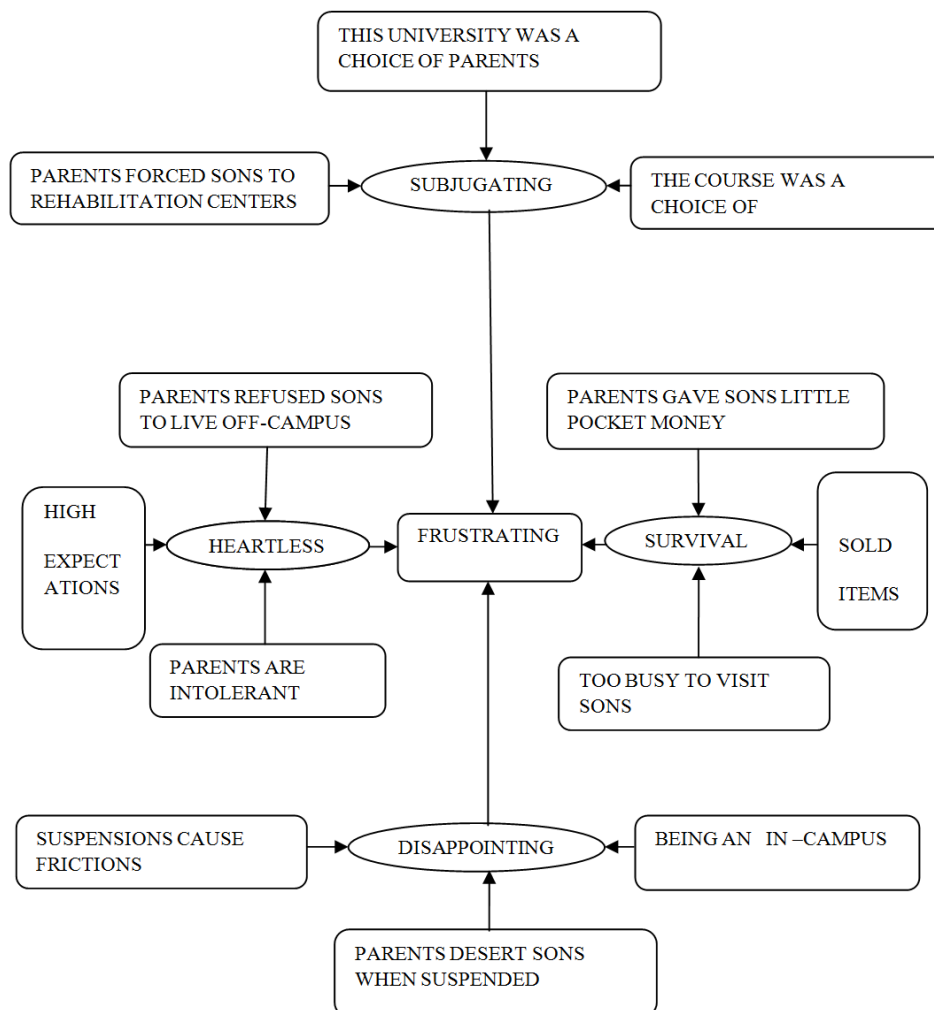 THIS UNIVERSITY WAS A
CHOICE OF PARENTS
PARENTS FORCED SONS TO
REHABILITATION CENTERS
SUBJUGATING
THE COURSE WAS A
CHOICE OF
PARENTS REFUSED SONS
TO LIVE OFF-CAMPUS
PARENTS GAVE SONS LITTLE
POCKET MONEY
HIGH
EXPECT
ATIONS
HEARTLESS
FRUSTRATING
SURVIVAL
SOLD
ITEMS
PARENTS ARE
INTOLERANT
TOO BUSY TO VISIT
SONS
SUSPENSIONS CAUSE
FRICTIONS
DISAPPOINTING
BEING AN IN –CAMPUS
PARENTS DESERT SONS
WHEN SUSPENDED